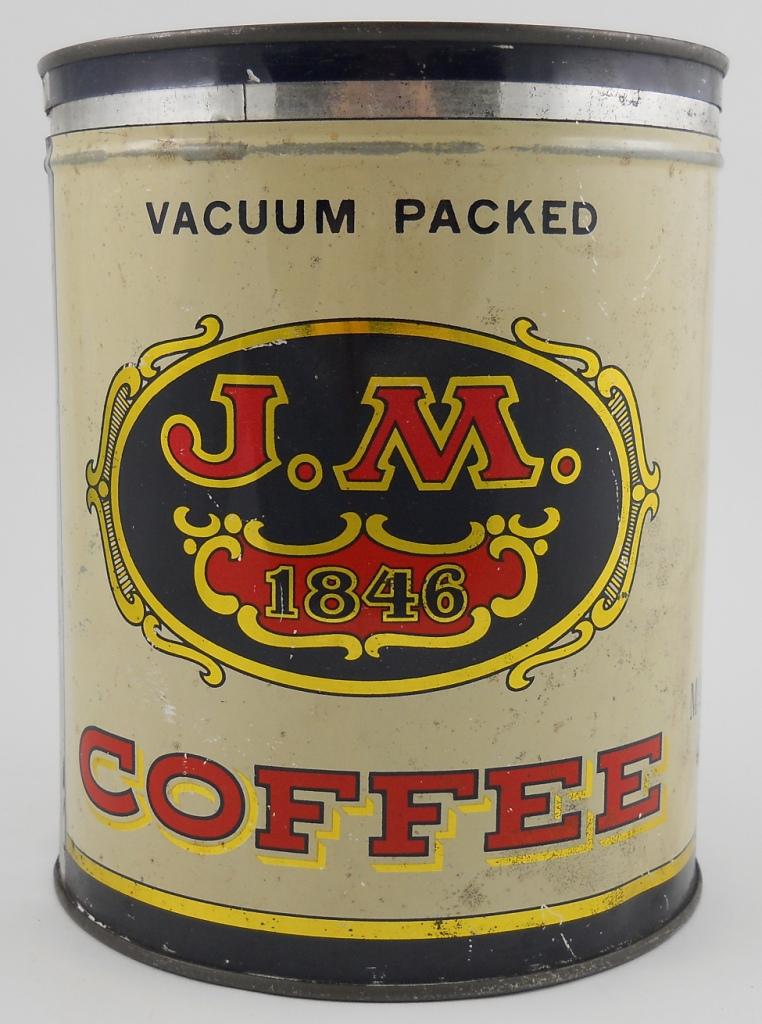 VACUUM PACKED
J.M.
1846
COFFEE